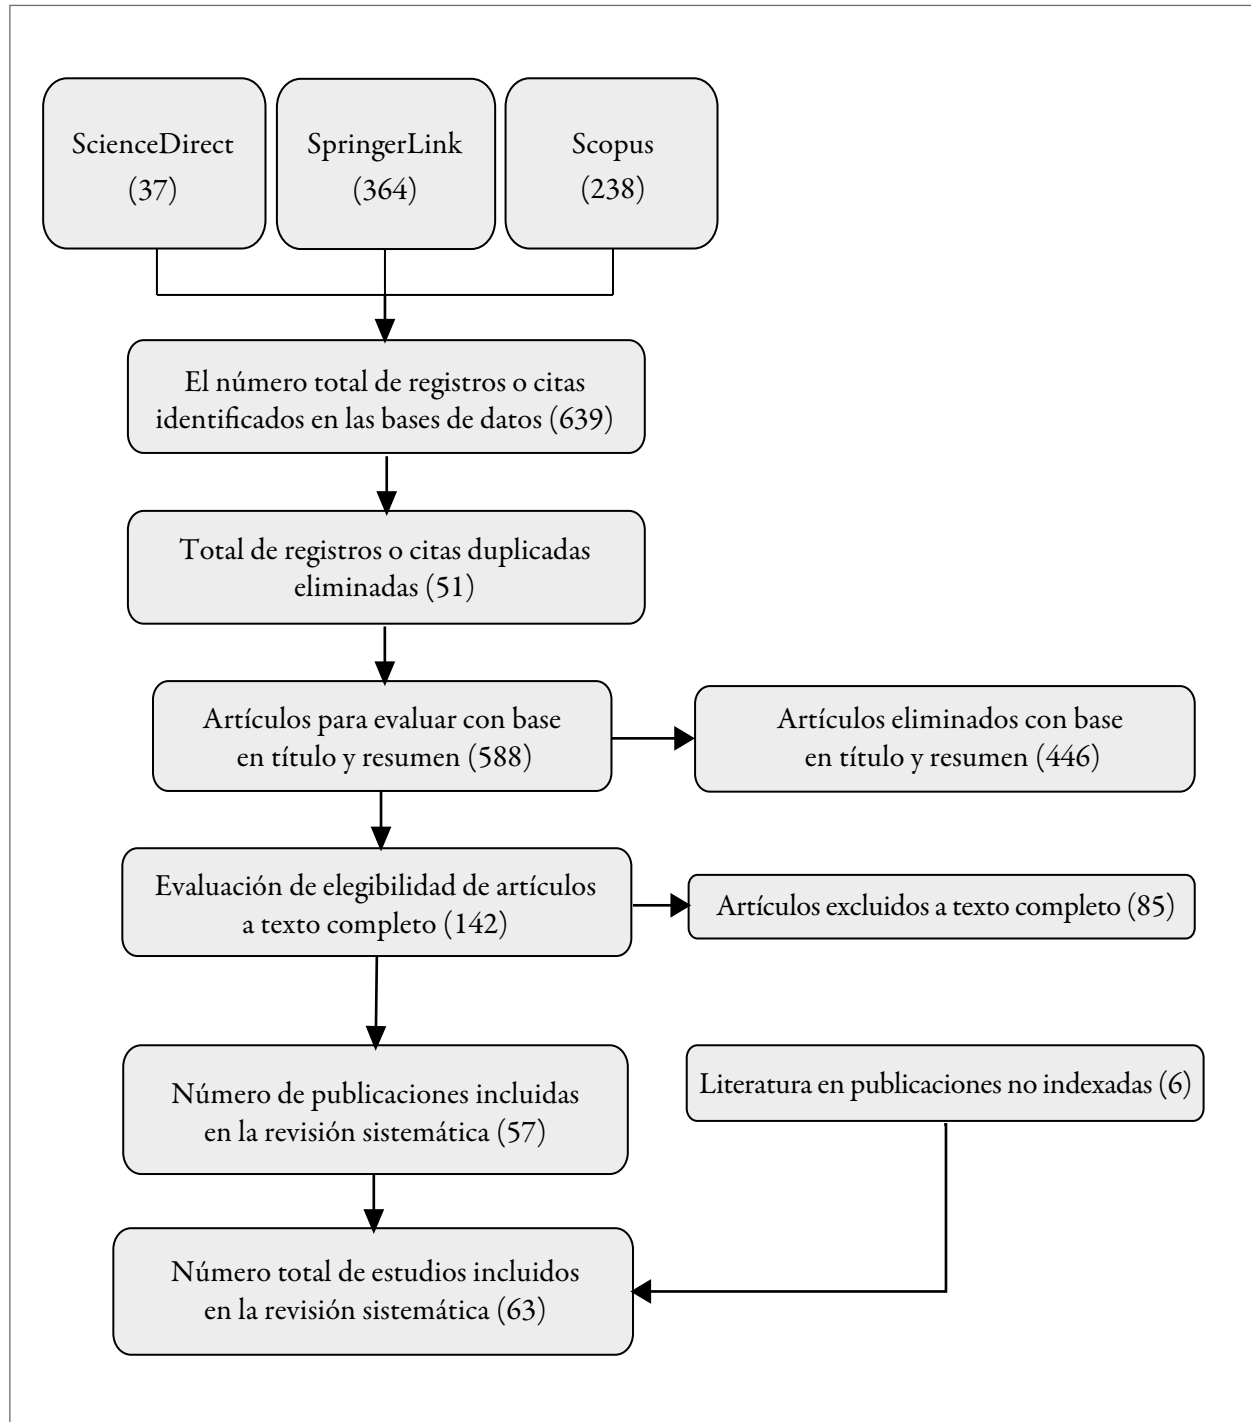 ScienceDirect
(37)
SpringerLink
(364)
Scopus
(238)
El número total de registros o citas
identificados en las bases de datos (639)
Total de registros o citas duplicadas
eliminadas (51)
Artículos para evaluar con base
en título y resumen (588)
Artículos eliminados con base
en título y resumen (446)
Evaluación de elegibilidad de artículos
a texto completo (142)
Artículos excluidos a texto completo (85)
Número de publicaciones incluidas
en la revisión sistemática (57)
Literatura en publicaciones no indexadas (6)
Número total de estudios incluidos
en la revisión sistemática (63)